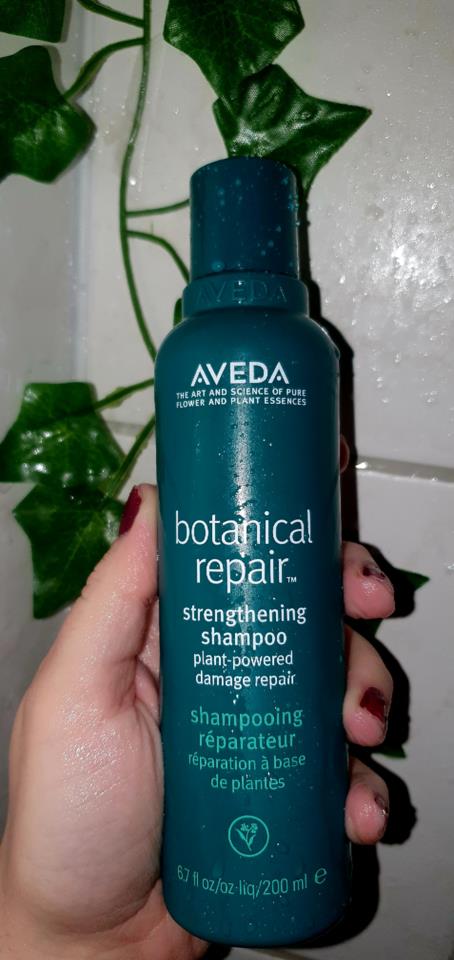 AVEDA
AVEDA
THE ART AND SCIENCE OF PURE
FLOWER AND PLANT ESSENCES
botanical
repair™
strengthening
shampoo
plant-powered
damage repair
shampooing
réparateur
réparation à base
de plantes
6.7 fl oz/oz liq/200 ml ℮